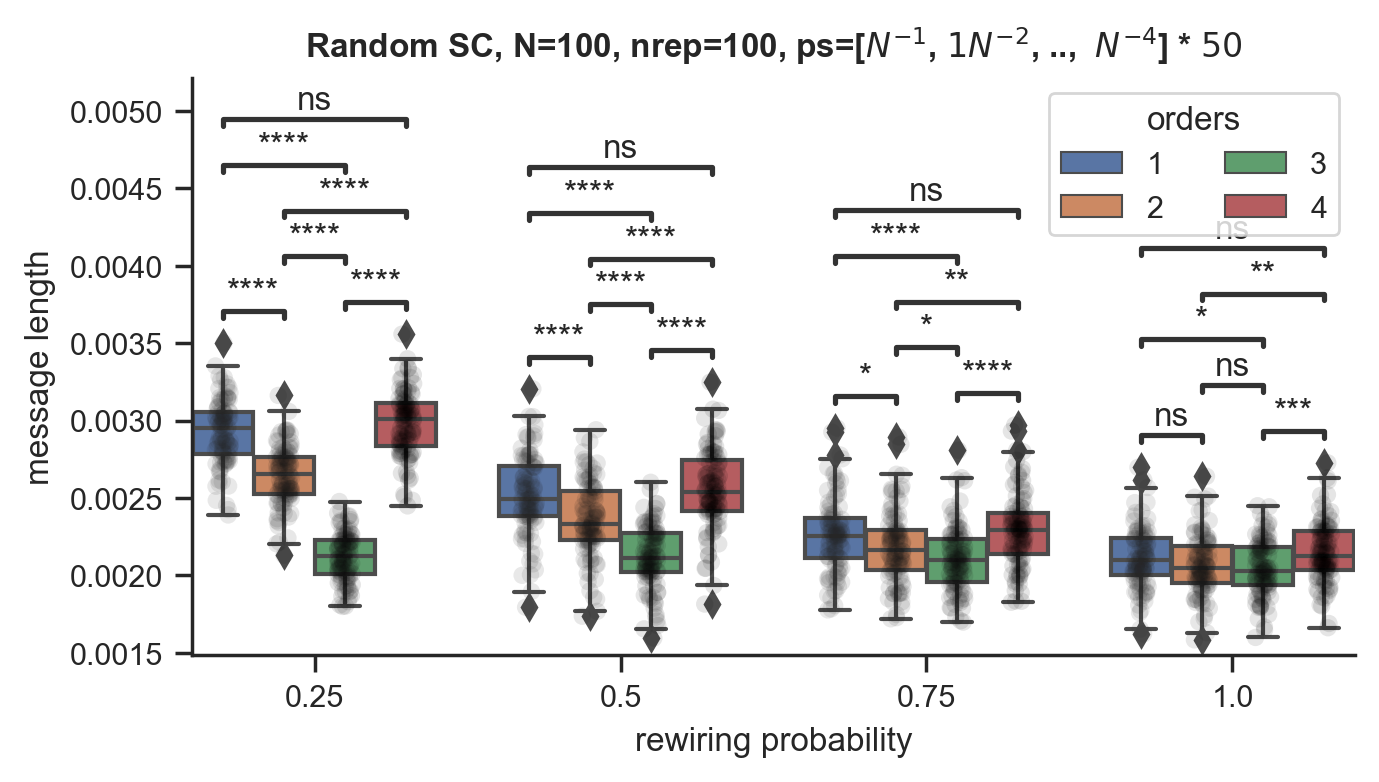 Random SC, N=100, nrep=100, ps=[$N^{-1}$, $1N^{-2}$, .., $N^{-4}$] * 50
message length
0.0050
0.0045
0.0040
0.0035
0.0030
0.0025
0.0020
0.0015
ns
****
****
****
****
****
ns
****
****
****
****
****
ns
****
**
*
*
****
ns
**
*
ns
ns
***
orders
1 3
2 4
0.25 0.5 0.75 1.0
rewiring probability